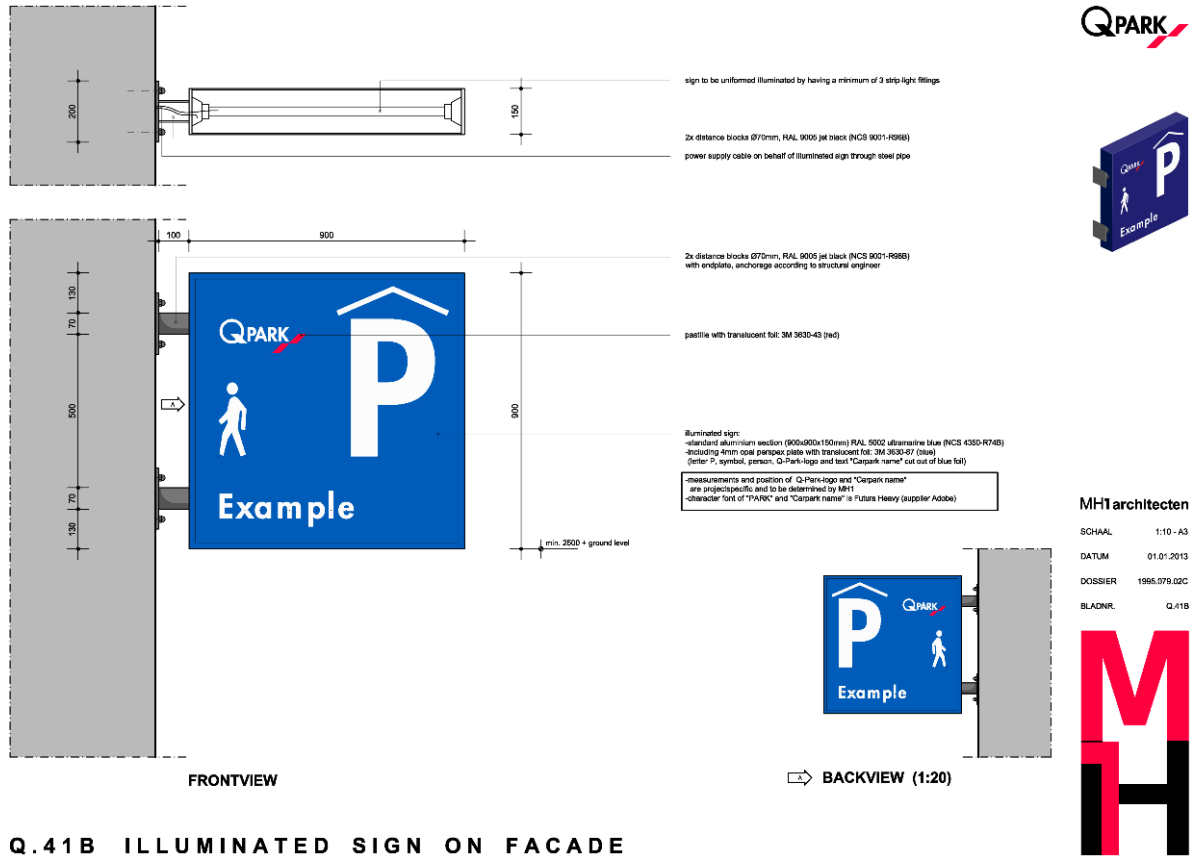 QPARK
200
150
sign to be uniformed illuminated by having a minimum of 3 strip-light fittings
2x distance blocks Ø70mm, RAL 9005 jet black (NCS 9001-R96B)
power supply cable on behalf of illuminated sign through steel pipe
QPARK
P
Example
100
900
2x distance blocks Ø70mm, RAL 9005 jet black (NCS 9001-R96B)
with endplate, anchorage according to structural engineer
130
70
500
70
130
QPARK
P
Example
A
900
pastille with translucent foil: 3M 3630-43 (red)
illuminated sign:
-standard aluminium section (900x900x150mm) RAL 5002 ultramarine blue (NCS 4350-R74B)
-including 4mm opal perspex plate with translucent foil: 3M 3630-87 (blue)
(letter P, symbol, person, Q-Park-logo and text "Carpark name" cut out of blue foil)
-measurements and position of Q-Park-logo and "Carpark name"
are projectspecific and to be determined by MH1
-character font of "PARK" and "Carpark name" is Futura Heavy (supplier Adobe)
min. 2500 + ground level
MH1architecten
SCHAAL 1:10 - A3
DATUM 01.01.2013
DOSSIER 1995.079.02C
BLADNR. Q.41B
P
QPARK
Example
MH
FRONTVIEW
A BACKVIEW (1:20)
Q.41B ILLUMINATED SIGN ON FACADE